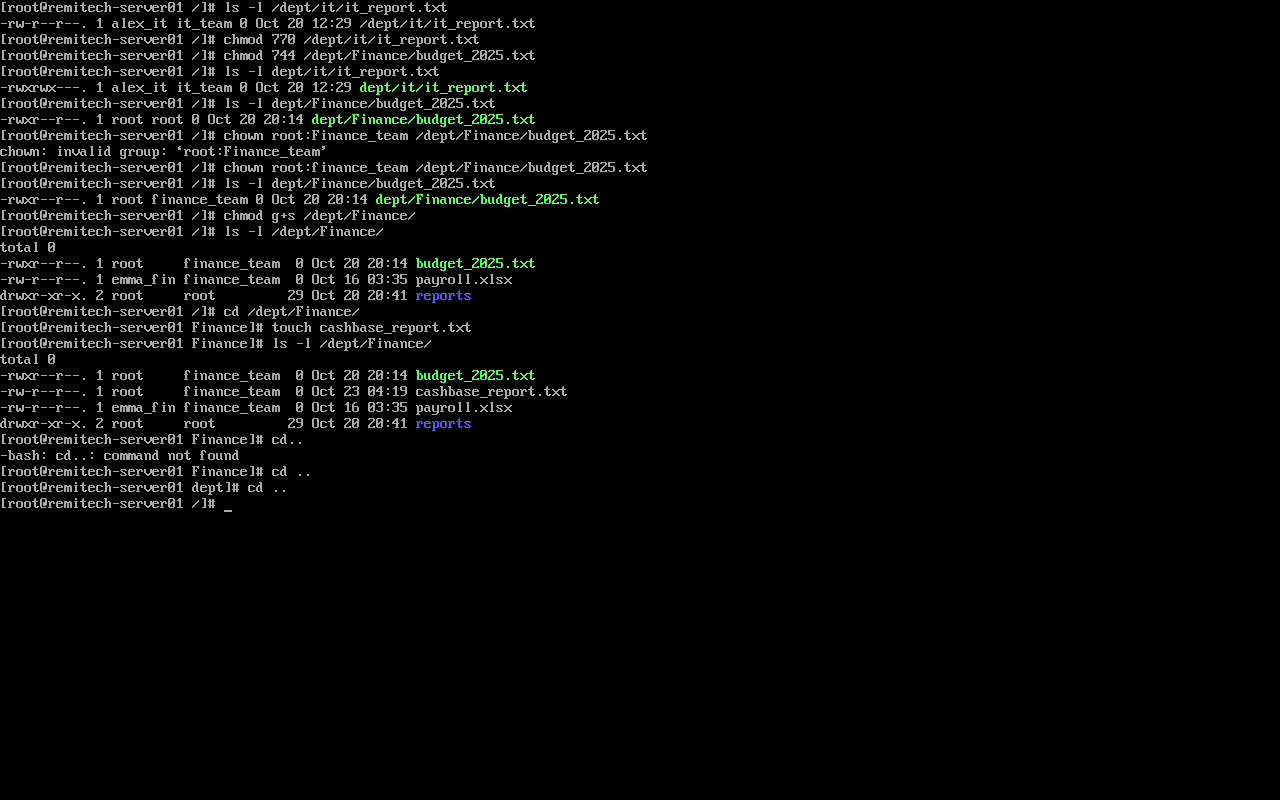 [root@remitech-server01 /]# ls -l /dept/it/it_report.txt
-rw-r--r--. 1 alex_it it_team 0 Oct 20 12:29 /dept/it/it_report.txt
[root@remitech-server01 /]# chmod 770 /dept/it/it_report.txt
[root@remitech-server01 /]# chmod 744 /dept/Finance/budget_2025.txt
[root@remitech-server01 /]# ls -l dept/it/it_report.txt
-rwxrwx---. 1 alex_it it_team 0 Oct 20 12:29 dept/it/it_report.txt
[root@remitech-server01 /]# ls -l dept/Finance/budget_2025.txt
-rwxr--r--. 1 root root 0 Oct 20 20:14 dept/Finance/budget_2025.txt
[root@remitech-server01 /]# chown root:Finance_team /dept/Finance/budget_2025.txt
chown: invalid group: ‘root:Finance_team’
[root@remitech-server01 /]# chown root:finance_team /dept/Finance/budget_2025.txt
[root@remitech-server01 /]# ls -l dept/Finance/budget_2025.txt
-rwxr--r--. 1 root finance_team 0 Oct 20 20:14 dept/Finance/budget_2025.txt
[root@remitech-server01 /]# chmod g+s /dept/Finance/
[root@remitech-server01 /]# ls -l /dept/Finance/
total 0
-rwxr--r--. 1 root     finance_team  0 Oct 20 20:14 budget_2025.txt
-rw-r--r--. 1 emma_fin finance_team  0 Oct 16 03:35 payroll.xlsx
drwxr-xr-x. 2 root     root         29 Oct 20 20:41 reports
[root@remitech-server01 /]# cd /dept/Finance/
[root@remitech-server01 Finance]# touch cashbase_report.txt
[root@remitech-server01 Finance]# ls -l /dept/Finance/
total 0
-rwxr--r--. 1 root     finance_team  0 Oct 20 20:14 budget_2025.txt
-rw-r--r--. 1 root     finance_team  0 Oct 23 04:19 cashbase_report.txt
-rw-r--r--. 1 emma_fin finance_team  0 Oct 16 03:35 payroll.xlsx
drwxr-xr-x. 2 root     root         29 Oct 20 20:41 reports
[root@remitech-server01 Finance]# cd..
-bash: cd..: command not found
[root@remitech-server01 Finance]# cd ..
[root@remitech-server01 dept]# cd ..
[root@remitech-server01 /]# _